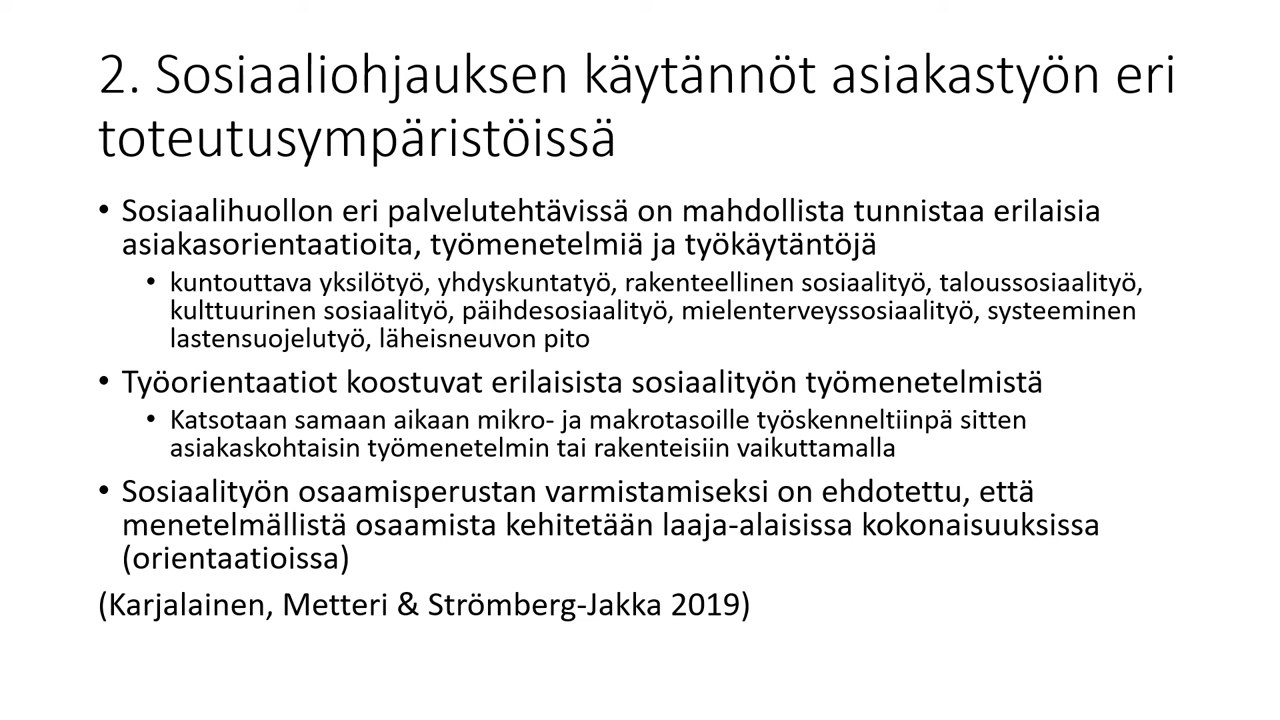 2. Sosiaaliohjauksen käytännöt asiakastyön eri
toteutusympäristöissä
• Sosiaalihuollon eri palvelutehtävissä on mahdollista tunnistaa erilaisia
asiakasorientaatioita, työmenetelmiä ja työkäytäntöjä
• kuntouttava yksilötyö, yhdyskuntatyö, rakenteellinen sosiaalityö, taloussosiaalityö,
kulttuurinen sosiaalityö, päihdesosiaalityö, mielenterveyssosiaalityö, systeeminen
lastensuojelutyö, läheisneuvon pito
• Työorientaatiot koostuvat erilaisista sosiaalityön työmenetelmistä
• Katsotaan samaan aikaan mikro- ja makrotasoille työskenneltiinpä sitten
asiakaskohtaisin työmenetelmin tai rakenteisiin vaikuttamalla
• Sosiaalityön osaamisperustan varmistamiseksi on ehdotettu, että
menetelmällistä osaamista kehitetään laaja-alaisissa kokonaisuuksissa
(orientaatioissa)
(Karjalainen, Metteri & Strömberg-Jakka 2019)